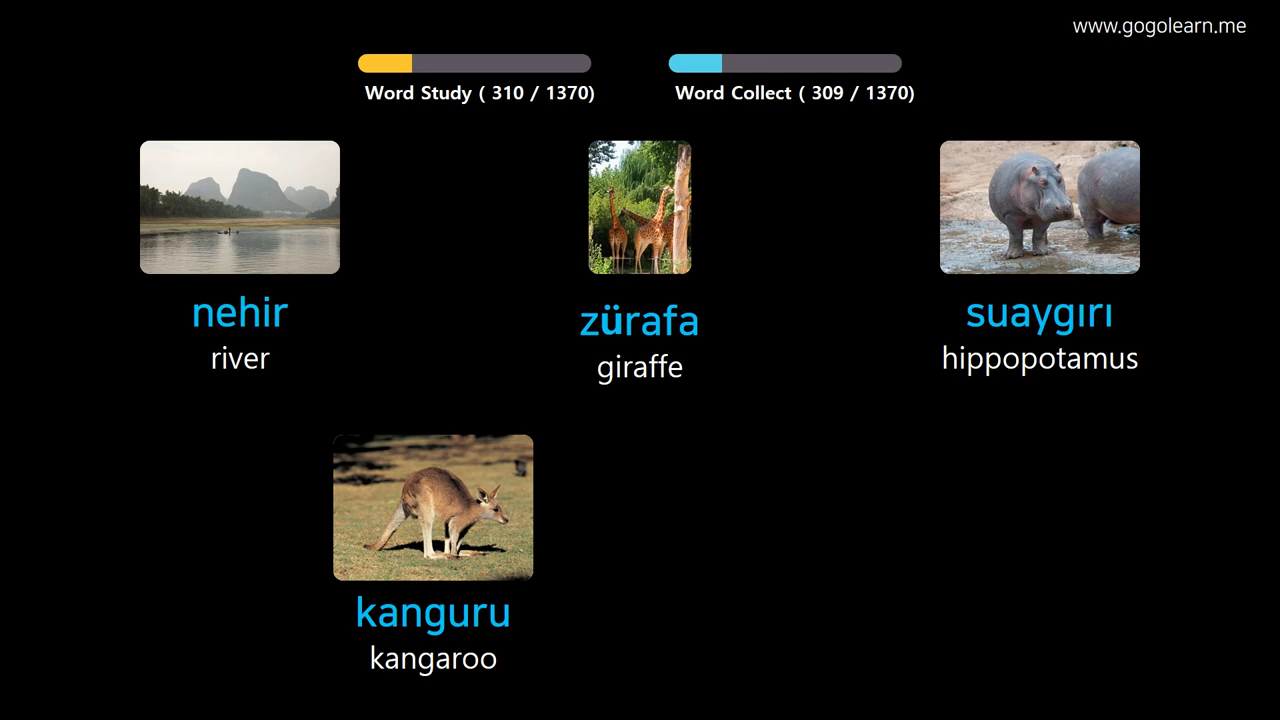 www.gogolearn.me
Word Study ( 310 / 1370)
Word Collect ( 309 / 1370)
nehir
river
zürafa
giraffe
suaygırı
hippopotamus
kanguru
kangaroo